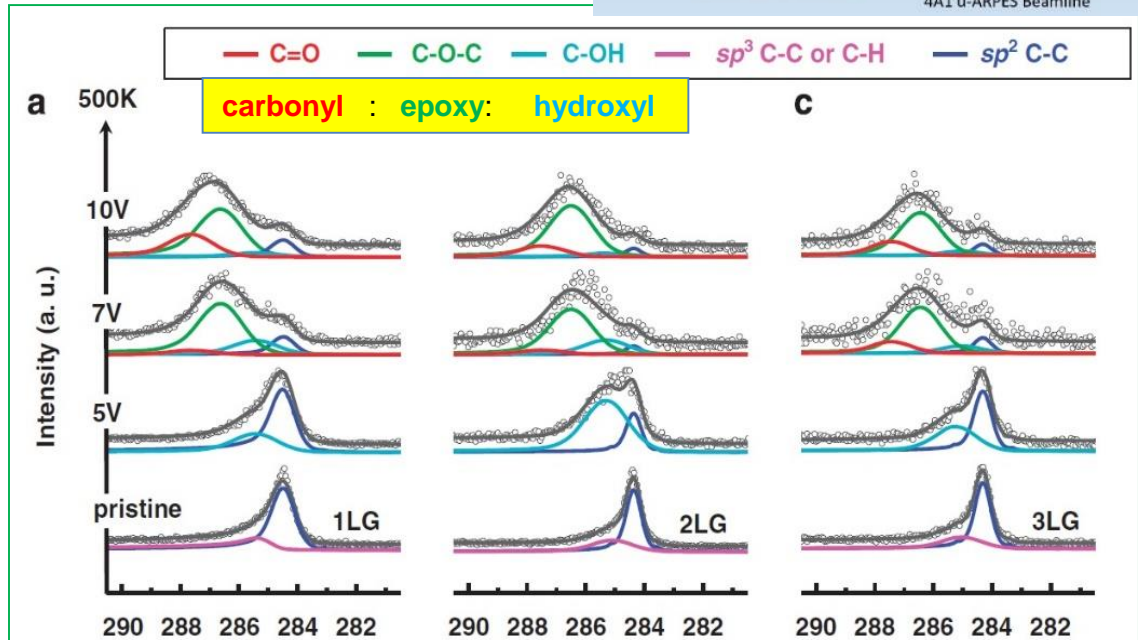 4A1 u-ARPES Beamline
C=O C-O-C C-OH sp³ C-C or C-H sp² C-C
a 500K carbonyl : epoxy: hydroxyl c
10V
7V
5V
pristine 1LG 2LG 3LG
Intensity (a. u.)
290 288 286 284 282 290 288 286 284 282 290 288 286 284 282